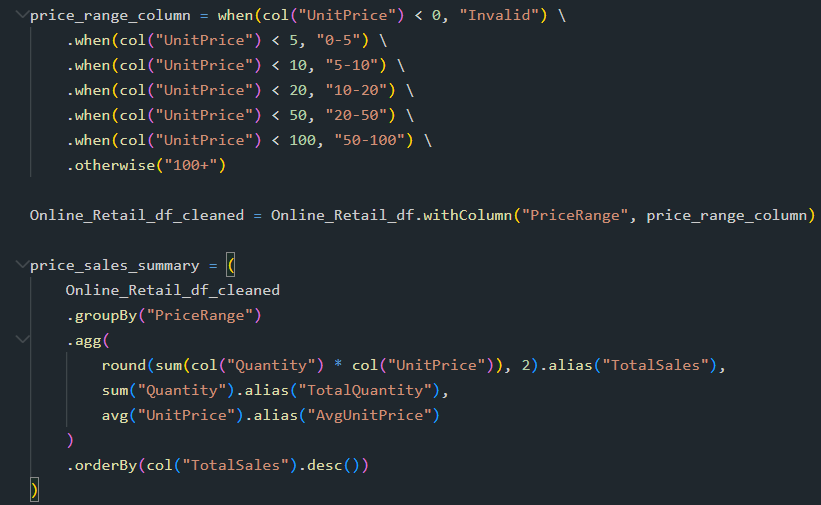 price_range_column = when(col("UnitPrice") < 0, "Invalid") \
    .when(col("UnitPrice") < 5, "0-5") \
    .when(col("UnitPrice") < 10, "5-10") \
    .when(col("UnitPrice") < 20, "10-20") \
    .when(col("UnitPrice") < 50, "20-50") \
    .when(col("UnitPrice") < 100, "50-100") \
    .otherwise("100+")

Online_Retail_df_cleaned = Online_Retail_df.withColumn("PriceRange", price_range_column)

price_sales_summary = (
    Online_Retail_df_cleaned
    .groupBy("PriceRange")
    .agg(
        round(sum(col("Quantity") * col("UnitPrice")), 2).alias("TotalSales"),
        sum("Quantity").alias("TotalQuantity"),
        avg("UnitPrice").alias("AvgUnitPrice")
    )
    .orderBy(col("TotalSales").desc())
)